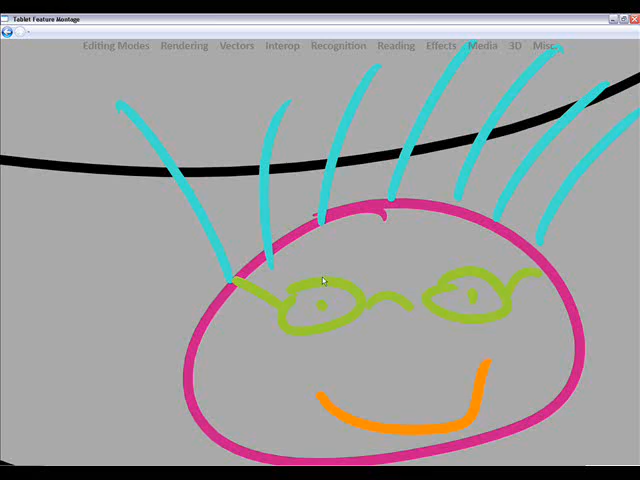 Tablet Feature Montage
Editing Modes Rendering Vectors Interop Recognition Reading Effects Media 3D Misc.